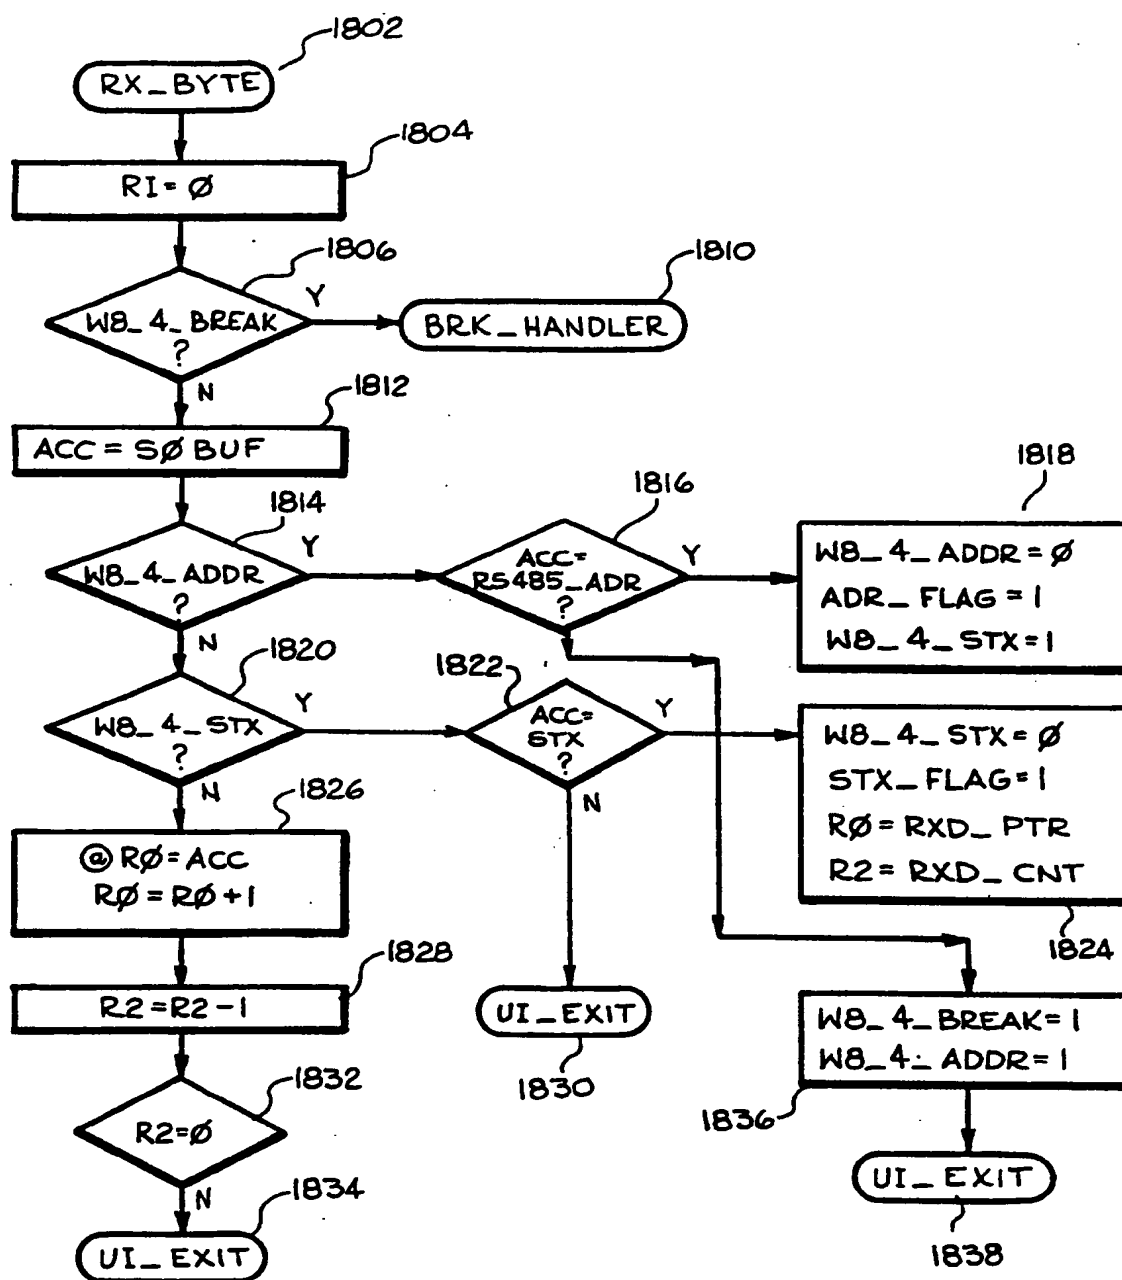 1802
RX_BYTE
1804
RI=Ø
1806
1810
W8_4_BREAK
?
Y
BRK_HANDLER
N
1812
ACC = SØBUF
1814
W8_4_ADDR
?
Y
N
1816
ACC=
RS485_ADR
?
Y
1818
W8_4_ADDR=Ø
ADR_FLAG=1
W8_4_STX=1
1820
W8_4_STX
?
Y
N
1822
ACC=
STX
?
Y
N
W8_4_STX=Ø
STX_FLAG=1
RØ=RXD_PTR
R2=RXD_CNT
1824
1826
@RØ=ACC
RØ=RØ+1
1828
R2=R2-1
UI_EXIT
1830
W8_4_BREAK=1
W8_4_ADDR=1
1836
1832
R2=Ø
N
1834
UI_EXIT
UI_EXIT
1838